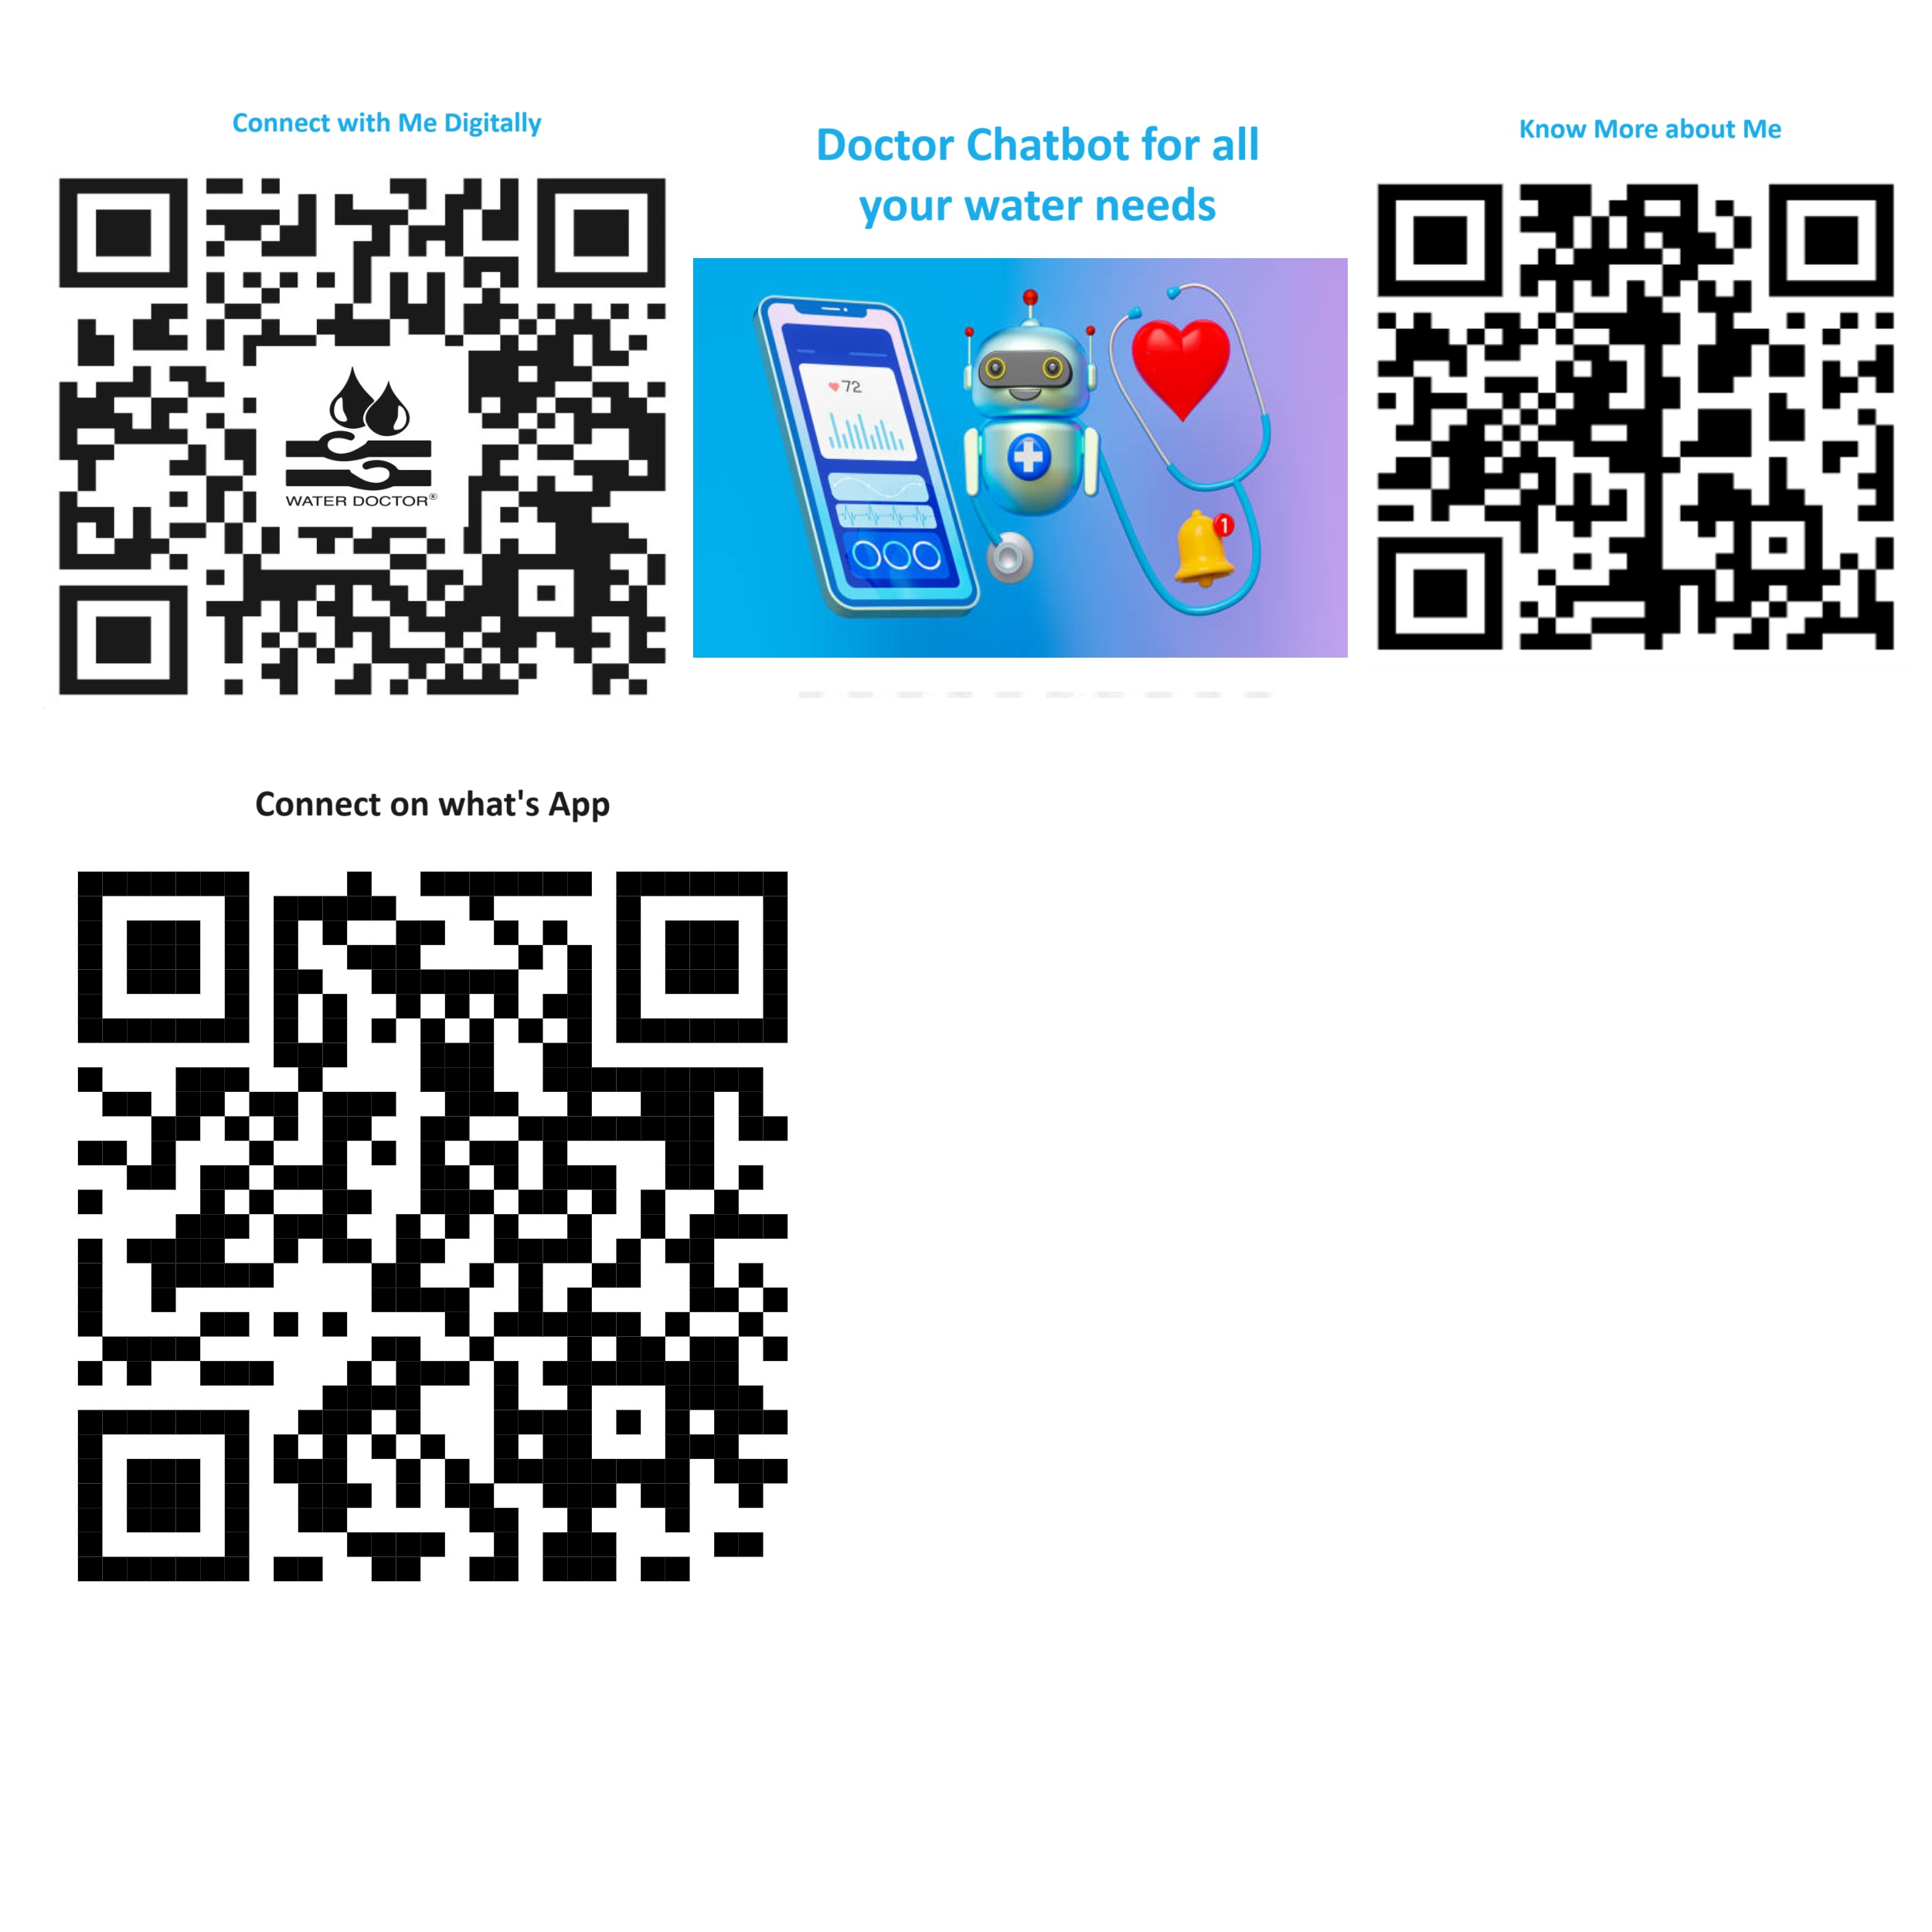 Connect with Me Digitally
Doctor Chatbot for all
your water needs
Know More about Me
72
1
WATER DOCTOR®
Connect on what's App